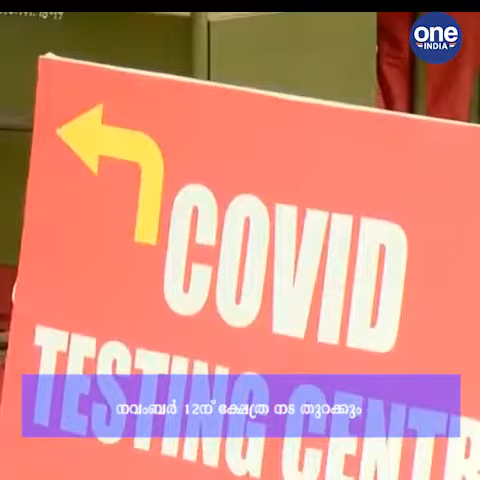 one
INDIA
COVID
TESTING CENTR
നവംബർ 12ന് ക്ഷേത്ര നട തുറക്കും